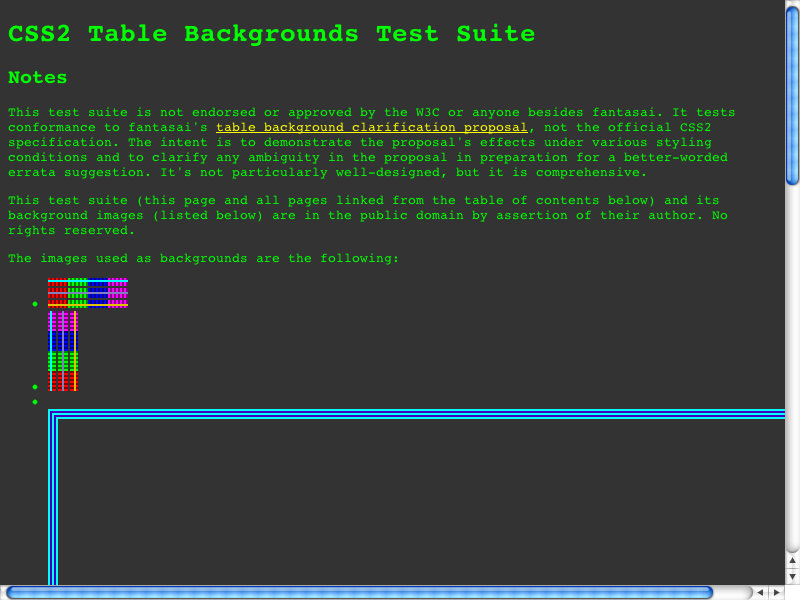 CSS2 Table Backgrounds Test Suite
Notes
This test suite is not endorsed or approved by the W3C or anyone besides fantasai. It tests
conformance to fantasai's table background clarification proposal, not the official CSS2
specification. The intent is to demonstrate the proposal's effects under various styling
conditions and to clarify any ambiguity in the proposal in preparation for a better-worded
errata suggestion. It's not particularly well-designed, but it is comprehensive.
This test suite (this page and all pages linked from the table of contents below) and its
background images (listed below) are in the public domain by assertion of their author. No
rights reserved.
The images used as backgrounds are the following: